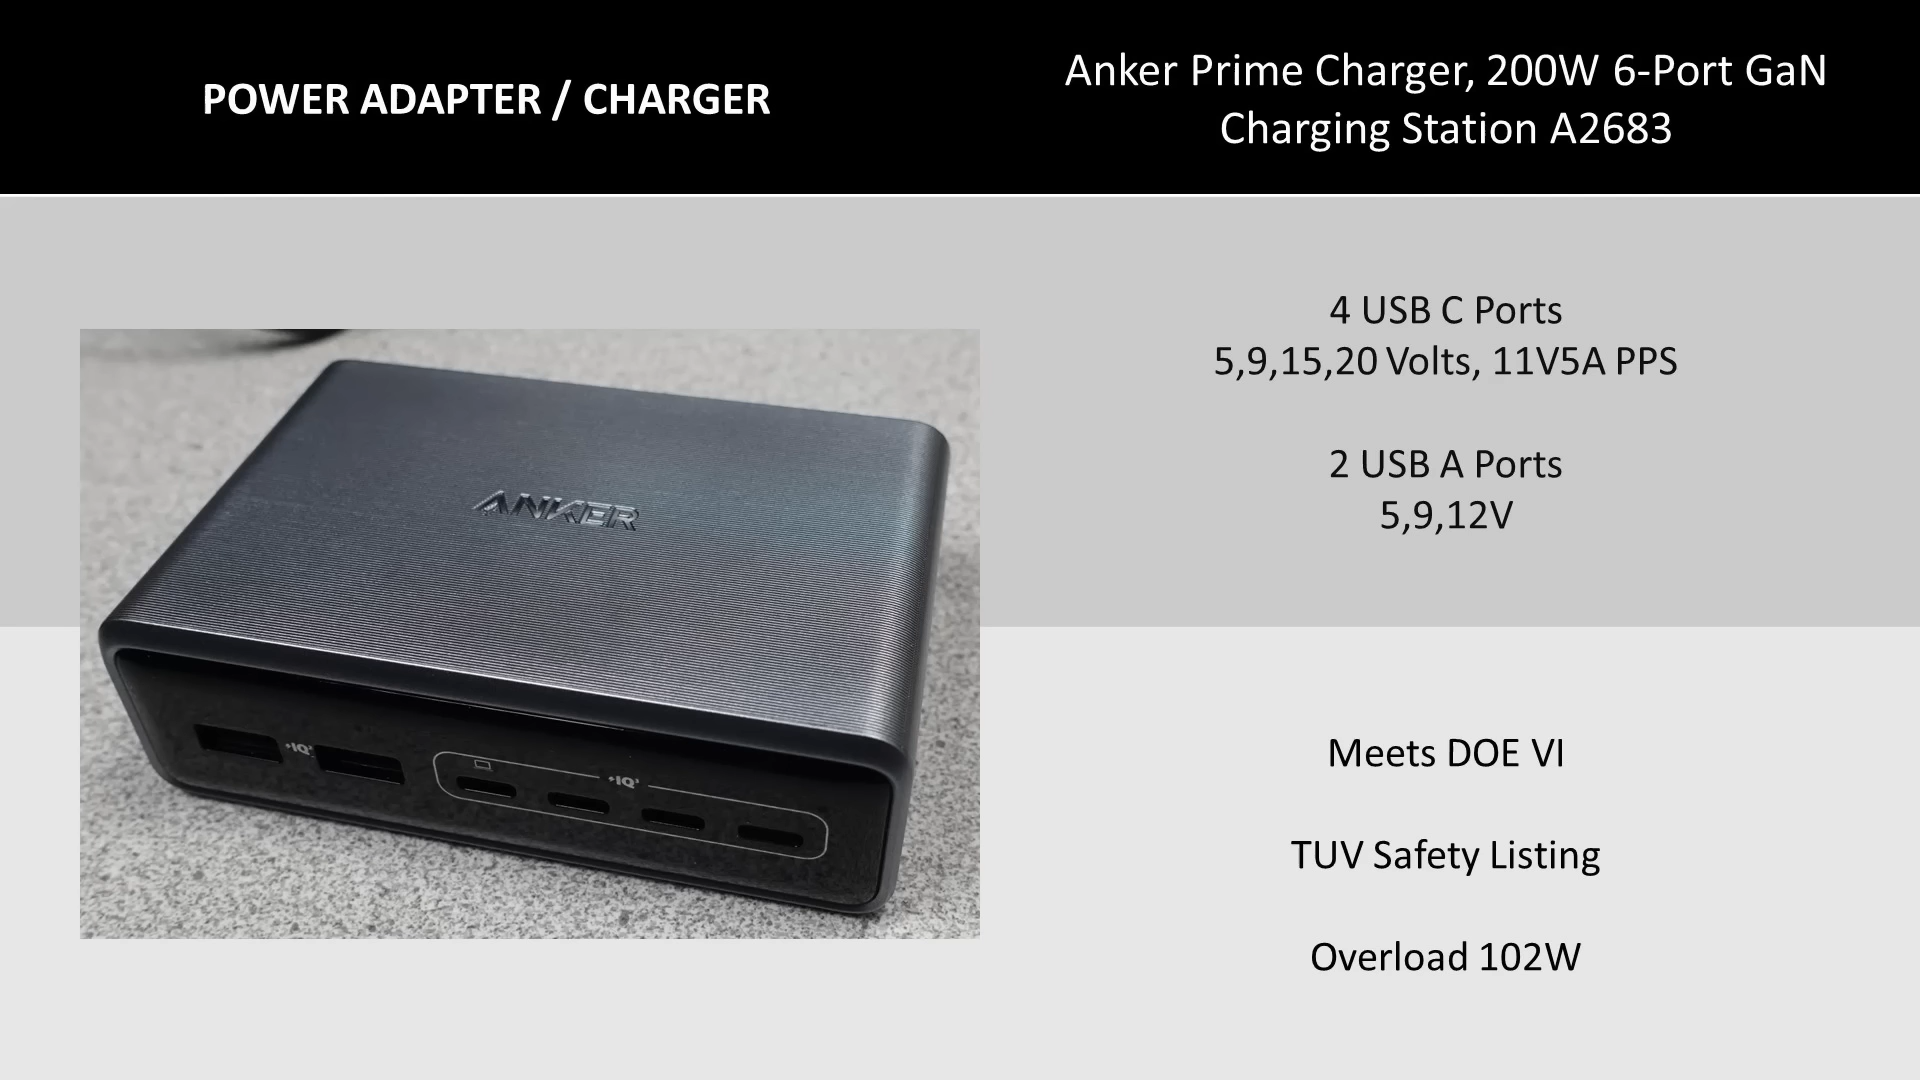 POWER ADAPTER / CHARGER
Anker Prime Charger, 200W 6-Port GaN
Charging Station A2683
4 USB C Ports
5,9,15,20 Volts, 11V5A PPS
2 USB A Ports
5,9,12V
ANKER
IQ³
IQ³
Meets DOE VI
TUV Safety Listing
Overload 102W